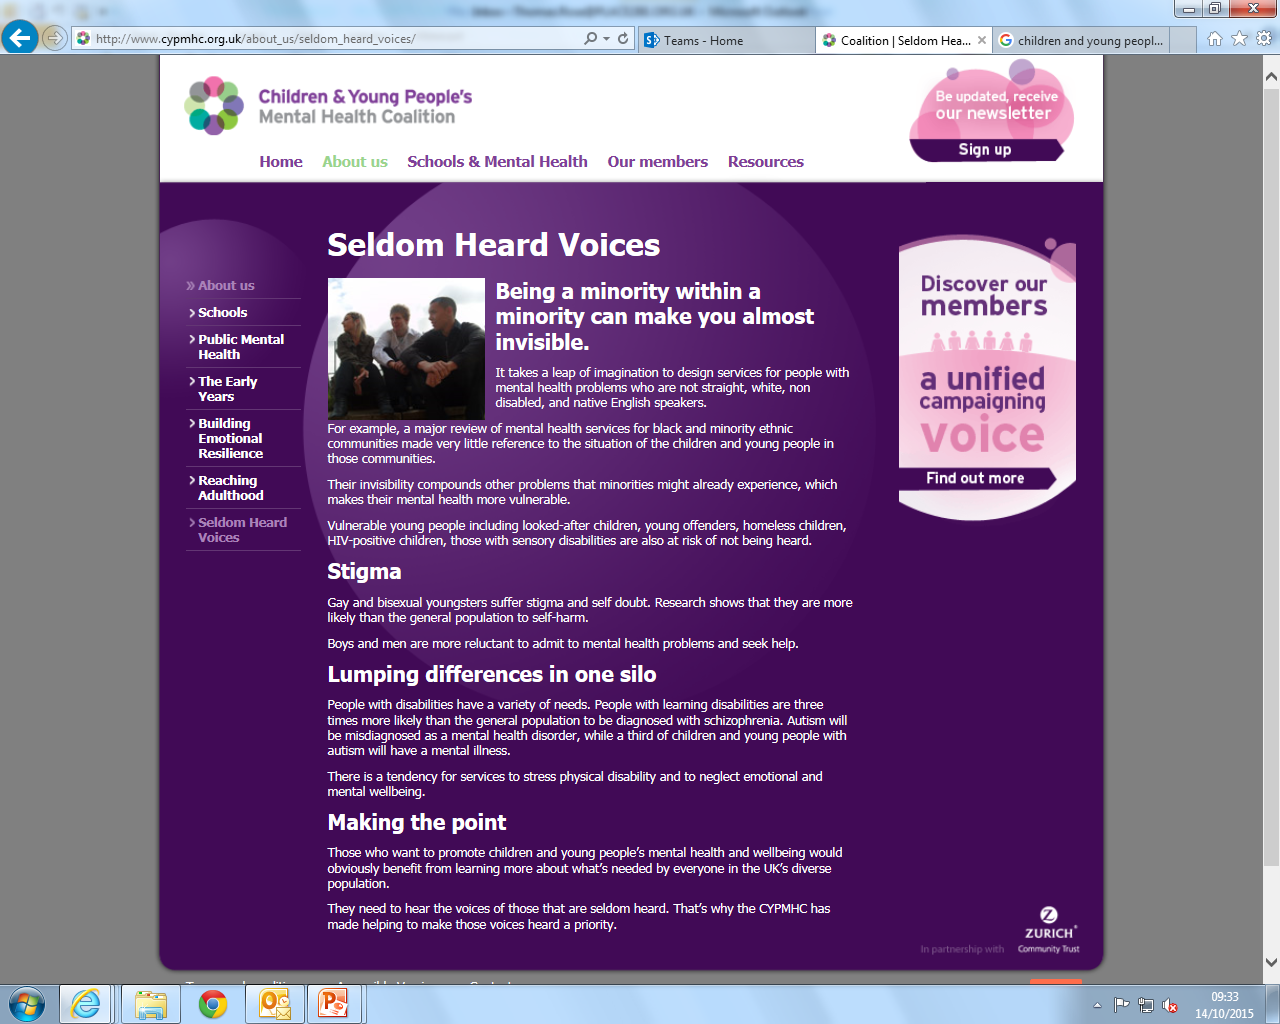 http://www.cypmhc.org.uk/about_us/seldom_heard_voices/
Teams - Home
Coalition | Seldom Hea...
children and young peopl...
Children & Young People's
Mental Health Coalition
Be updated, receive
our newsletter
Sign up
Home
About us
Schools & Mental Health
Our members
Resources
» About us
Schools
Public Mental
Health
The Early
Years
Building
Emotional
Resilience
Reaching
Adulthood
Seldom Heard
Voices
Seldom Heard Voices
Being a minority within a
minority can make you almost
invisible.
It takes a leap of imagination to design services for people with
mental health problems who are not straight, white, non
disabled, and native English speakers.
For example, a major review of mental health services for black and minority ethnic
communities made very little reference to the situation of the children and young people in
those communities.
Their invisibility compounds other problems that minorities might already experience, which
makes their mental health more vulnerable.
Vulnerable young people including looked-after children, young offenders, homeless children,
HIV-positive children, those with sensory disabilities are also at risk of not being heard.
Stigma
Gay and bisexual youngsters suffer stigma and self doubt. Research shows that they are more
likely than the general population to self-harm.
Boys and men are more reluctant to admit to mental health problems and seek help.
Lumping differences in one silo
People with disabilities have a variety of needs. People with learning disabilities are three
times more likely than the general population to be diagnosed with schizophrenia. Autism will
be misdiagnosed as a mental health disorder, while a third of children and young people with
autism will have a mental illness.
There is a tendency for services to stress physical disability and to neglect emotional and
mental wellbeing.
Making the point
Those who want to promote children and young people's mental health and wellbeing would
obviously benefit from learning more about what's needed by everyone in the UK's diverse
population.
They need to hear the voices of those that are seldom heard. That's why the CYPMHC has
made helping to make those voices heard a priority.
Discover our
members
a unified
campaigning
voice
Find out more
In partnership with
ZURICH
Community Trust
09:33
14/10/2015